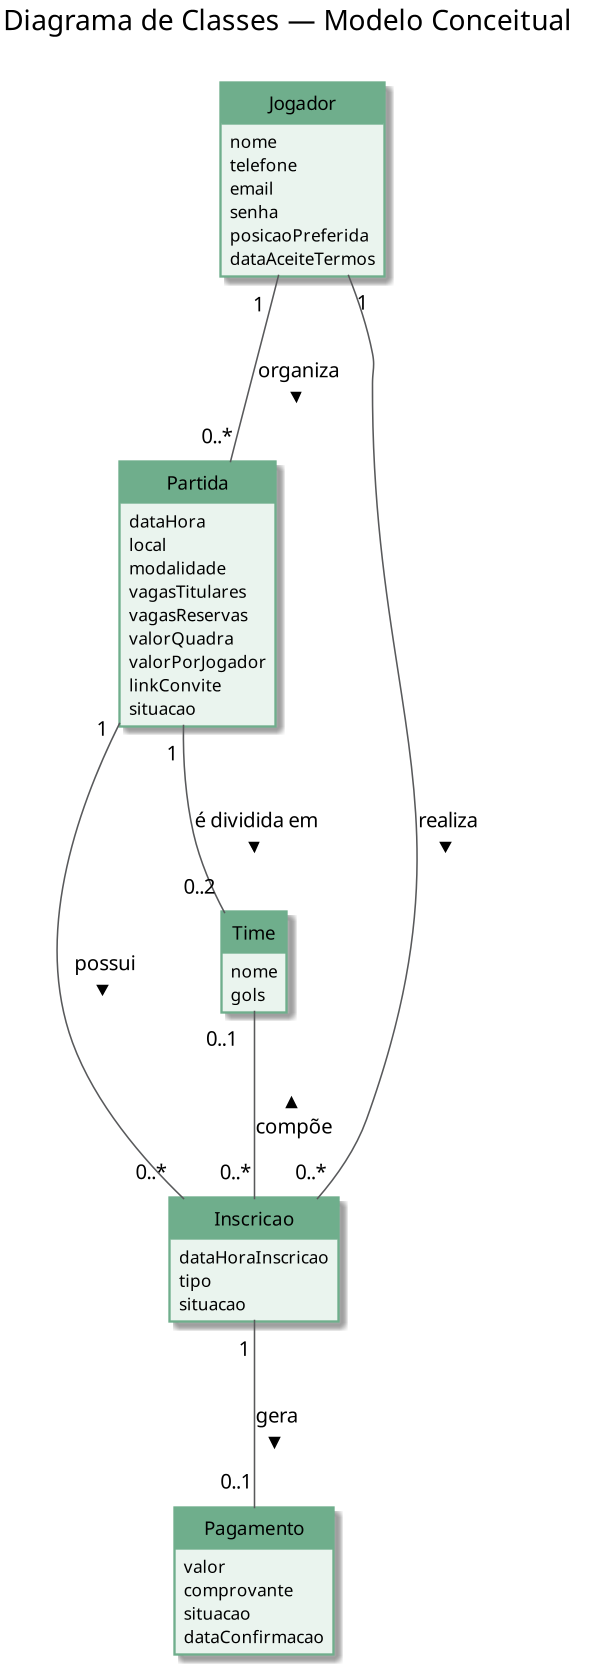 Diagrama de Classes — Modelo Conceitual
Jogador
nome
telefone
email
senha
posicaoPreferida
dataAceiteTermos
1
1
organiza
▼
0..*
Partida
dataHora
local
modalidade
vagasTitulares
vagasReservas
valorQuadra
valorPorJogador
linkConvite
situacao
1
1
é dividida em
▼
realiza
▼
0..2
Time
nome
gols
possui
▼
0..1
▲
compõe
0..*
0..*
0..*
Inscricao
dataHoraInscricao
tipo
situacao
1
gera
▼
0..1
Pagamento
valor
comprovante
situacao
dataConfirmacao